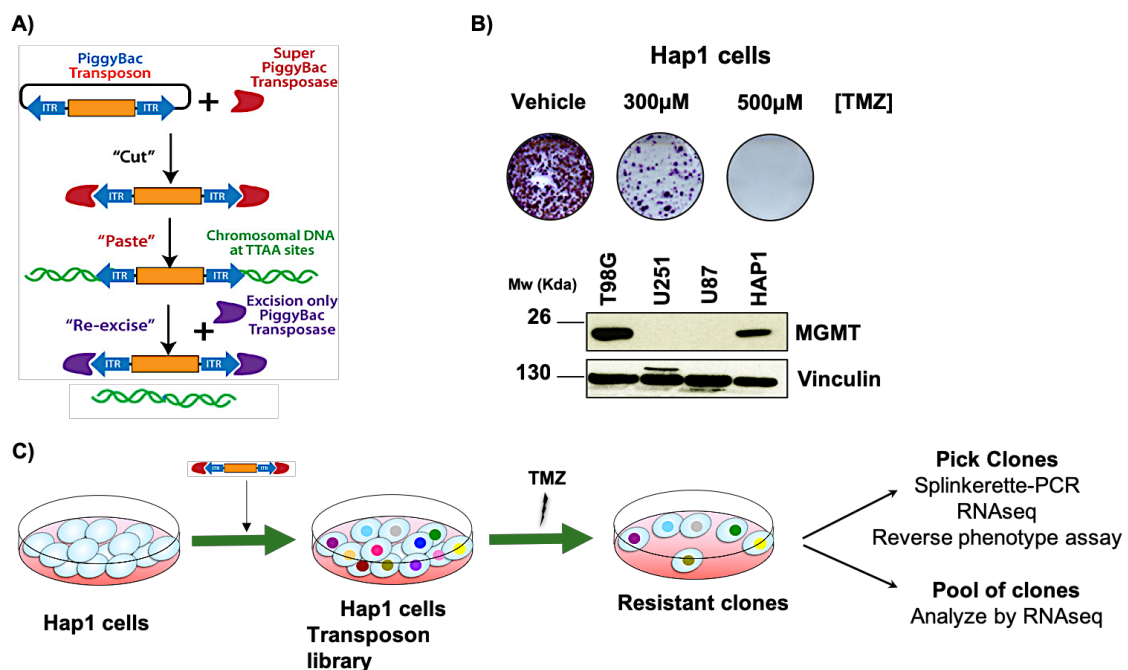 A)
PiggyBac
Transposon
Super
PiggyBac
Transposase
ITR
ITR
+
"Cut"
ITR
ITR
"Paste"
Chromosomal DNA
at TTAA sites
ITR
ITR
"Re-excise"
+
Excision only
PiggyBac
Transposase
ITR
ITR
B)
Hap1 cells
Vehicle 300µM 500µM [TMZ]
T98G U251 U87 HAP1
Mw (Kda)
26
MGMT
130
Vinculin
C)
ITR ITR
Hap1 cells
Hap1 cells
Transposon
library
TMZ
Resistant clones
Pick Clones
Splinkerette-PCR
RNAseq
Reverse phenotype assay
Pool of clones
Analyze by RNAseq